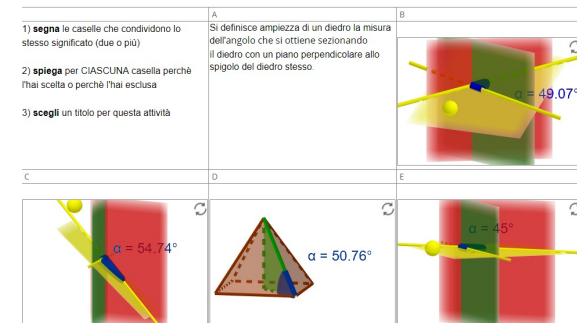 1) segna le caselle che condividono lo
stesso significato (due o più)
2) spiega per CIASCUNA casella perchè
l'hai scelta o perchè l'hai esclusa
3) scegli un titolo per questa attività
A
Si definisce ampiezza di un diedro la misura
dell'angolo che si ottiene sezionando
il diedro con un piano perpendicolare allo
spigolo del diedro stesso.
B
α = 49.07°
C
α = 54.74°
D
α = 50.76°
E
α = 45°